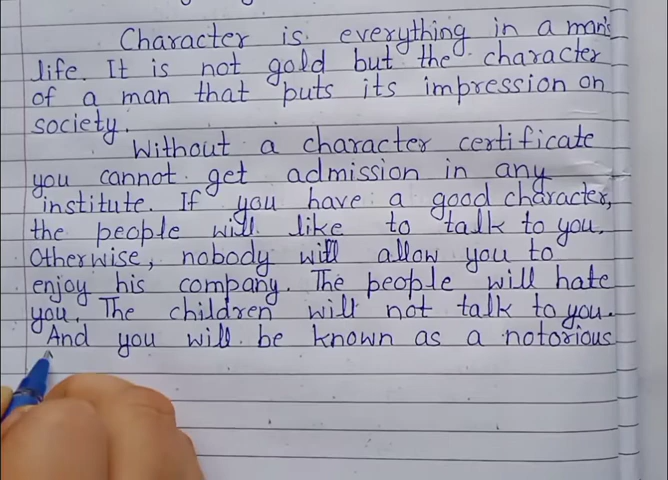 Character is everything in a man's
life. It is not gold but the character
of a man that puts its impression on
society.
Without a character certificate
you cannot get admission in any
institute. If you have a good character,
the people will like to talk to you.
Otherwise, nobody will allow you to
enjoy his company. The people will hate
you. The children will not talk to you.
And you will be known as a notorious